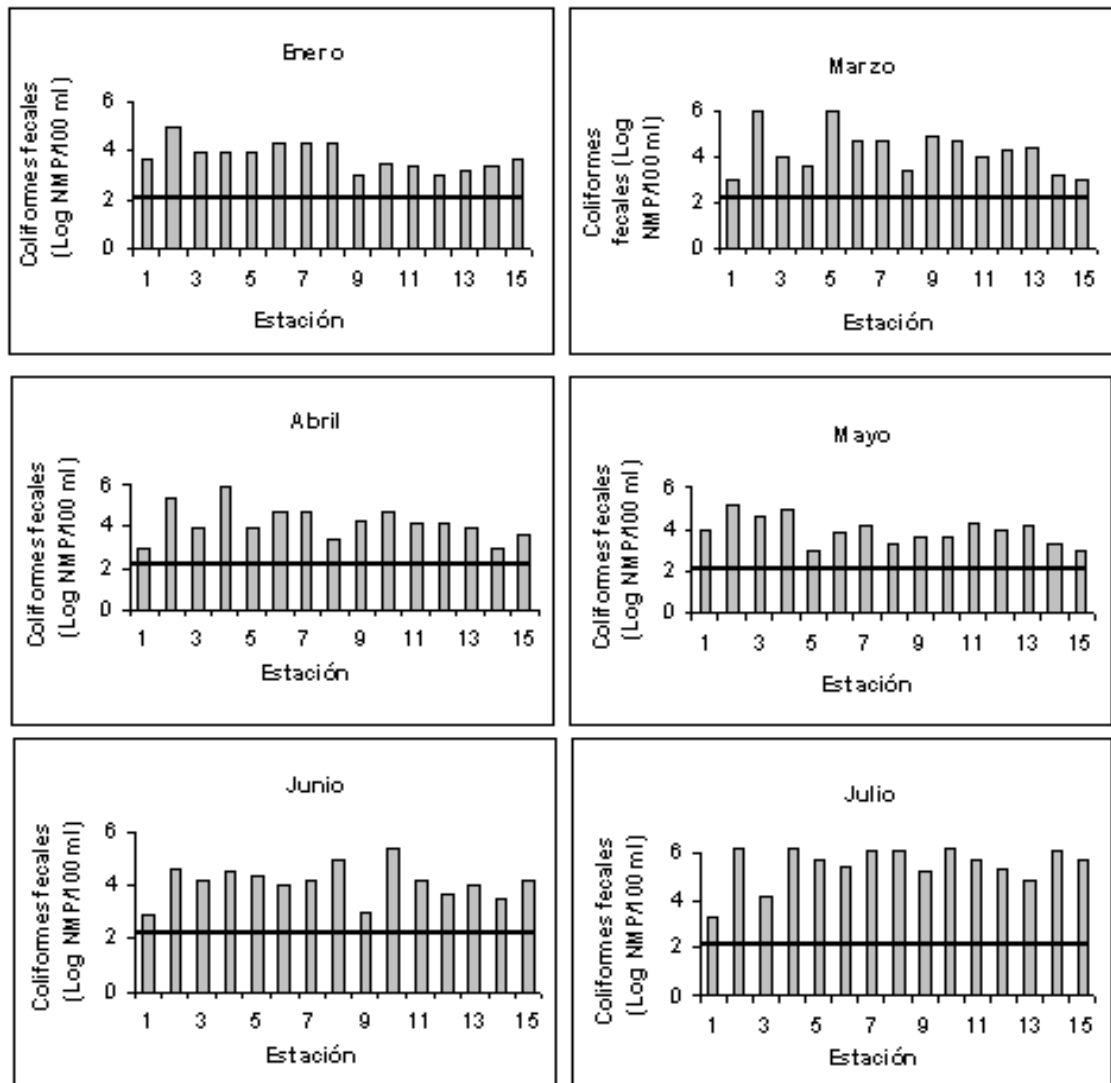 Enero
Coliformes fecales
(Log NMP/100 ml)
6
4
2
0
1 3 5 7 9 11 13 15
Estación
Marzo
Coliformes
fecales (Log
NMP/100 ml)
6
4
2
0
1 3 5 7 9 11 13 15
Estación
Abril
Coliformes fecales
(Log NMP/100 ml)
6
4
2
0
1 3 5 7 9 11 13 15
Estación
Mayo
Coliformes fecales
(Log NMP/100 ml)
6
4
2
0
1 3 5 7 9 11 13 15
Estación
Junio
Coliformes fecales
(Log NMP/100 ml)
6
4
2
0
1 3 5 7 9 11 13 15
Estación
Julio
Coliformes fecales
(Log NMP/100 ml)
6
4
2
0
1 3 5 7 9 11 13 15
Estación